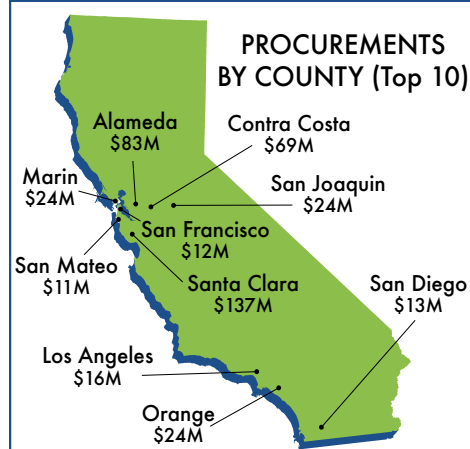 PROCUREMENTS
BY COUNTY (Top 10)
Alameda
$83M
Contra Costa
$69M
Marin
$24M
San Joaquin
$24M
San Francisco
$12M
San Mateo
$11M
Santa Clara
$137M
San Diego
$13M
Los Angeles
$16M
Orange
$24M